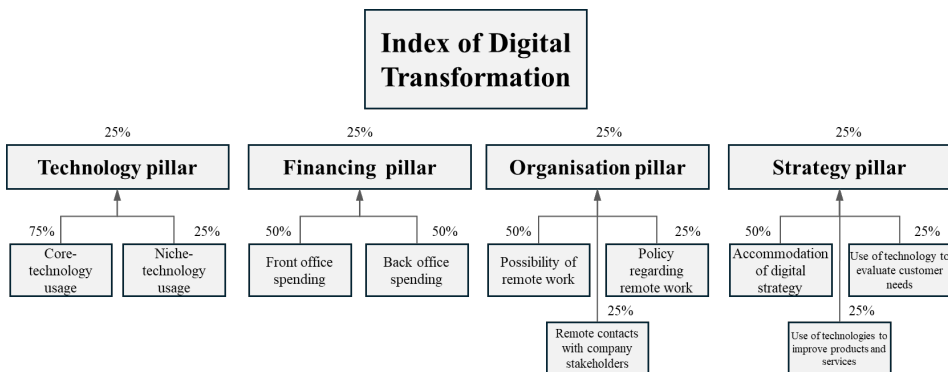 Index of Digital
Transformation
25%
25%
25%
25%
Technology pillar
Financing pillar
Organisation pillar
Strategy pillar
75%
25%
50%
50%
50%
25%
50%
25%
Core-
technology
usage
Niche-
technology
usage
Front office
spending
Back office
spending
Possibility of
remote work
Policy
regarding
remote work
Accommodation
of digital
strategy
Use of technology to
evaluate customer
needs
25%
25%
Remote contacts
with company
stakeholders
Use of technologies to
improve products and
services